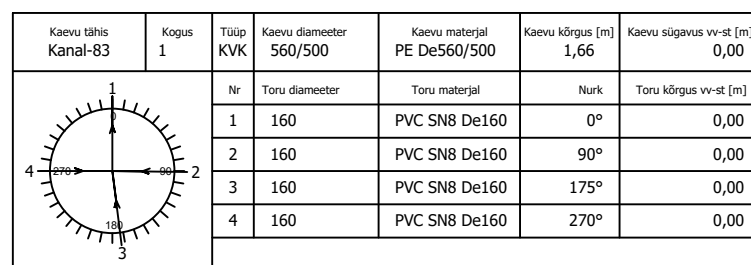 Kaevu tähis Kogus Tüüp Kaevu diameeter Kaevu materjal Kaevu kõrgus [m] Kaevu sügavus vv-st [m]
Kanal-83 1 KVK 560/500 PE De560/500 1,66 0,00
Nr Toru diameeter Toru materjal Nurk Toru kõrgus vv-st [m]
1 160 PVC SN8 De160 0° 0,00
2 160 PVC SN8 De160 90° 0,00
3 160 PVC SN8 De160 175° 0,00
4 160 PVC SN8 De160 270° 0,00
1
0
4 270 90 2
180
3